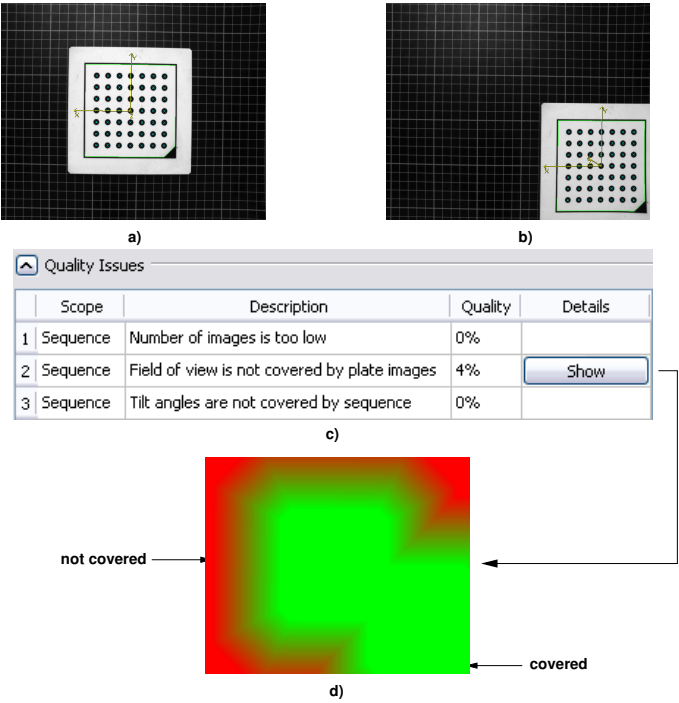 a)
b)
Quality Issues
Scope Description Quality Details
1 Sequence Number of images is too low 0%
2 Sequence Field of view is not covered by plate images 4% Show
3 Sequence Tilt angles are not covered by sequence 0%
c)
not covered
covered
d)